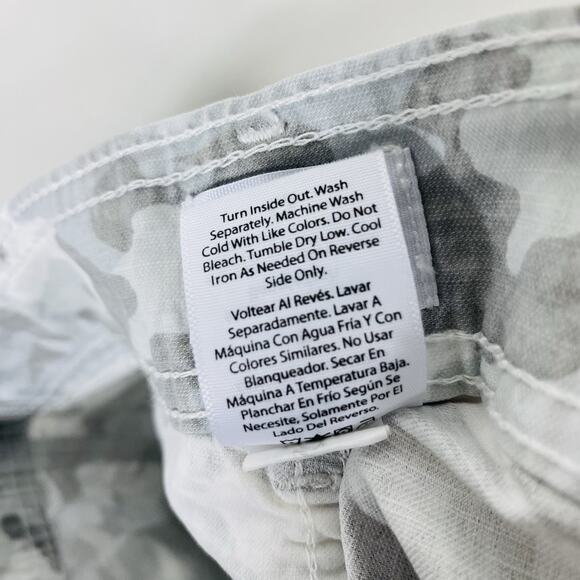 Turn Inside Out. Wash
Separately. Machine Wash
Cold With Like Colors. Do Not
Bleach. Tumble Dry Low. Cool
Iron As Needed On Reverse
Side Only.
Voltear Al Revés. Lavar
Separadamente. Lavar A
Máquina Con Agua Fría Y Con
Colores Similares. No Usar
Blanqueador. Secar En
Máquina A Temperatura Baja.
Planchar En Frío Según Se
Necesite, Solamente Por El
Lado Del Reverso.